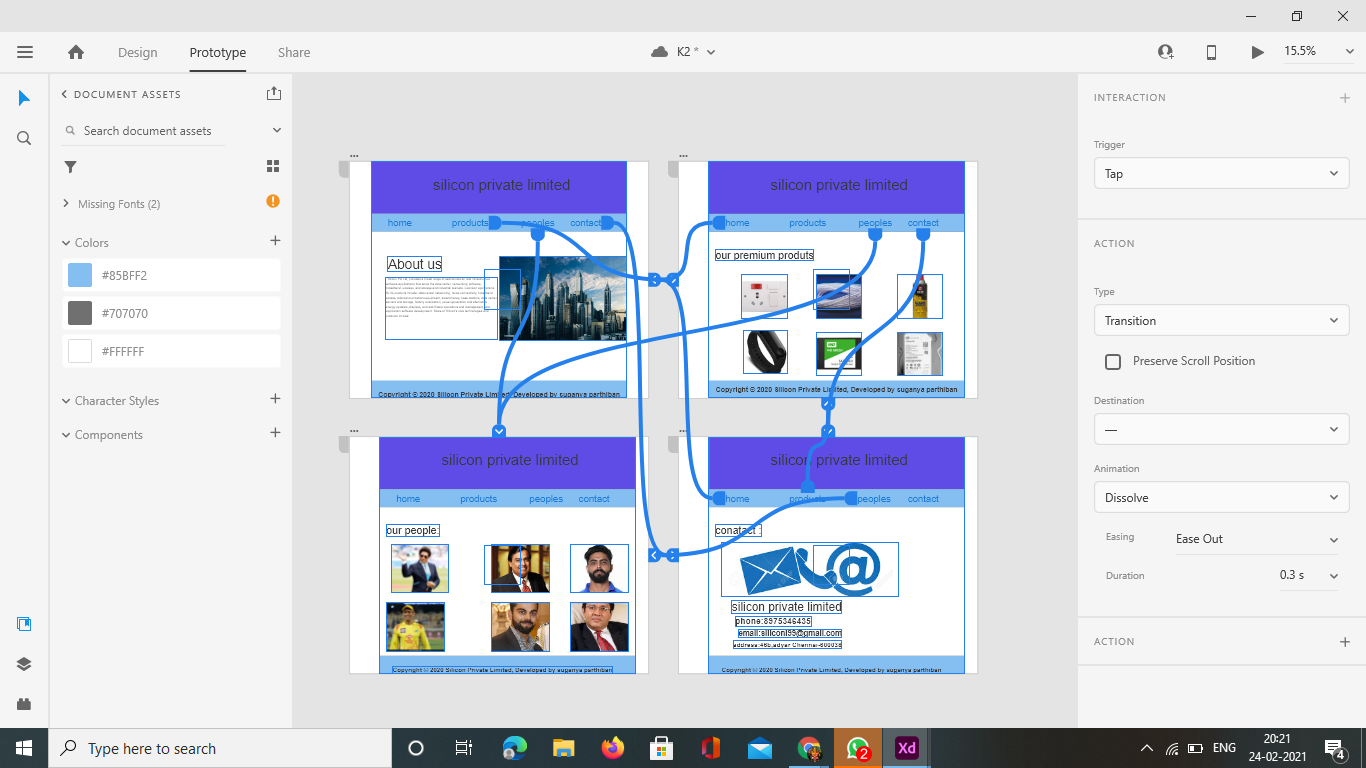 Design Prototype Share
K2 *
15.5%
DOCUMENT ASSETS
Search document assets
Missing Fonts (2)
Colors
#85BFF2
#707070
#FFFFFF
Character Styles
Components
silicon private limited
home products peoples contact
About us
Copyright © 2020 Silicon Private Limited, Developed by suganya parthiban
silicon private limited
home products peoples contact
our premium produts
Copyright © 2020 Silicon Private Limited, Developed by suganya parthiban
silicon private limited
home products peoples contact
our people:
Copyright © 2020 Silicon Private Limited, Developed by suganya parthiban
silicon private limited
home products peoples contact
conatact :
silicon private limited
phone:8975346435
email:siliconl99@gmail.com
address:46b,adyar Chennar-600038
Copyright © 2020 Silicon Private Limited, Developed by suganya parthiban
INTERACTION
Trigger
Tap
ACTION
Type
Transition
Preserve Scroll Position
Destination
—
Animation
Dissolve
Easing Ease Out
Duration 0.3 s
ACTION
Type here to search
2
Xd
ENG
20:21
24-02-2021
4